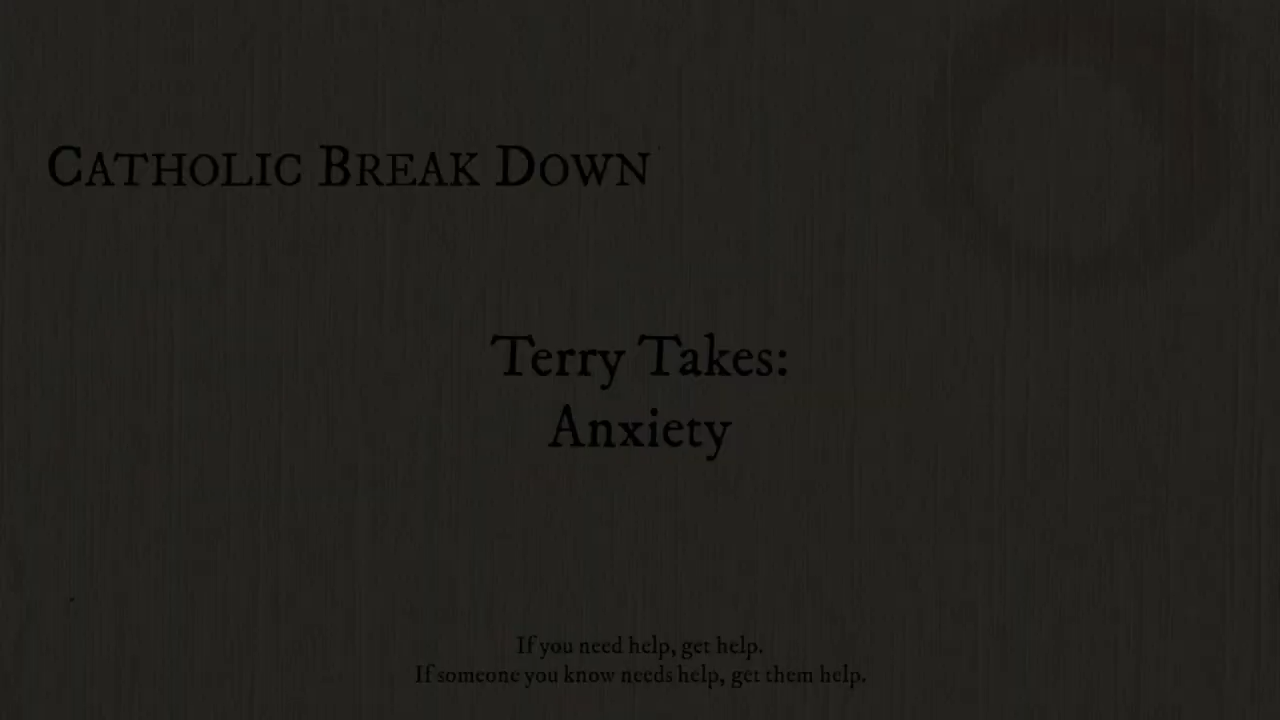 Catholic Break Down
Terry Takes:
Anxiety
If you need help, get help.
If someone you know needs help, get them help.